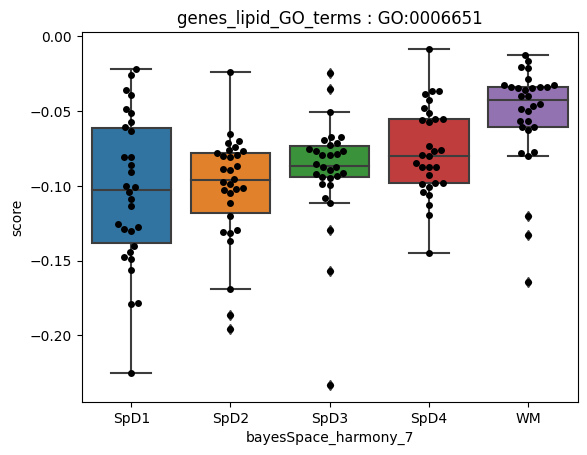 genes_lipid_GO_terms : GO:0006651
0.00
−0.05
−0.10
−0.15
−0.20
score
SpD1 SpD2 SpD3 SpD4 WM
bayesSpace_harmony_7